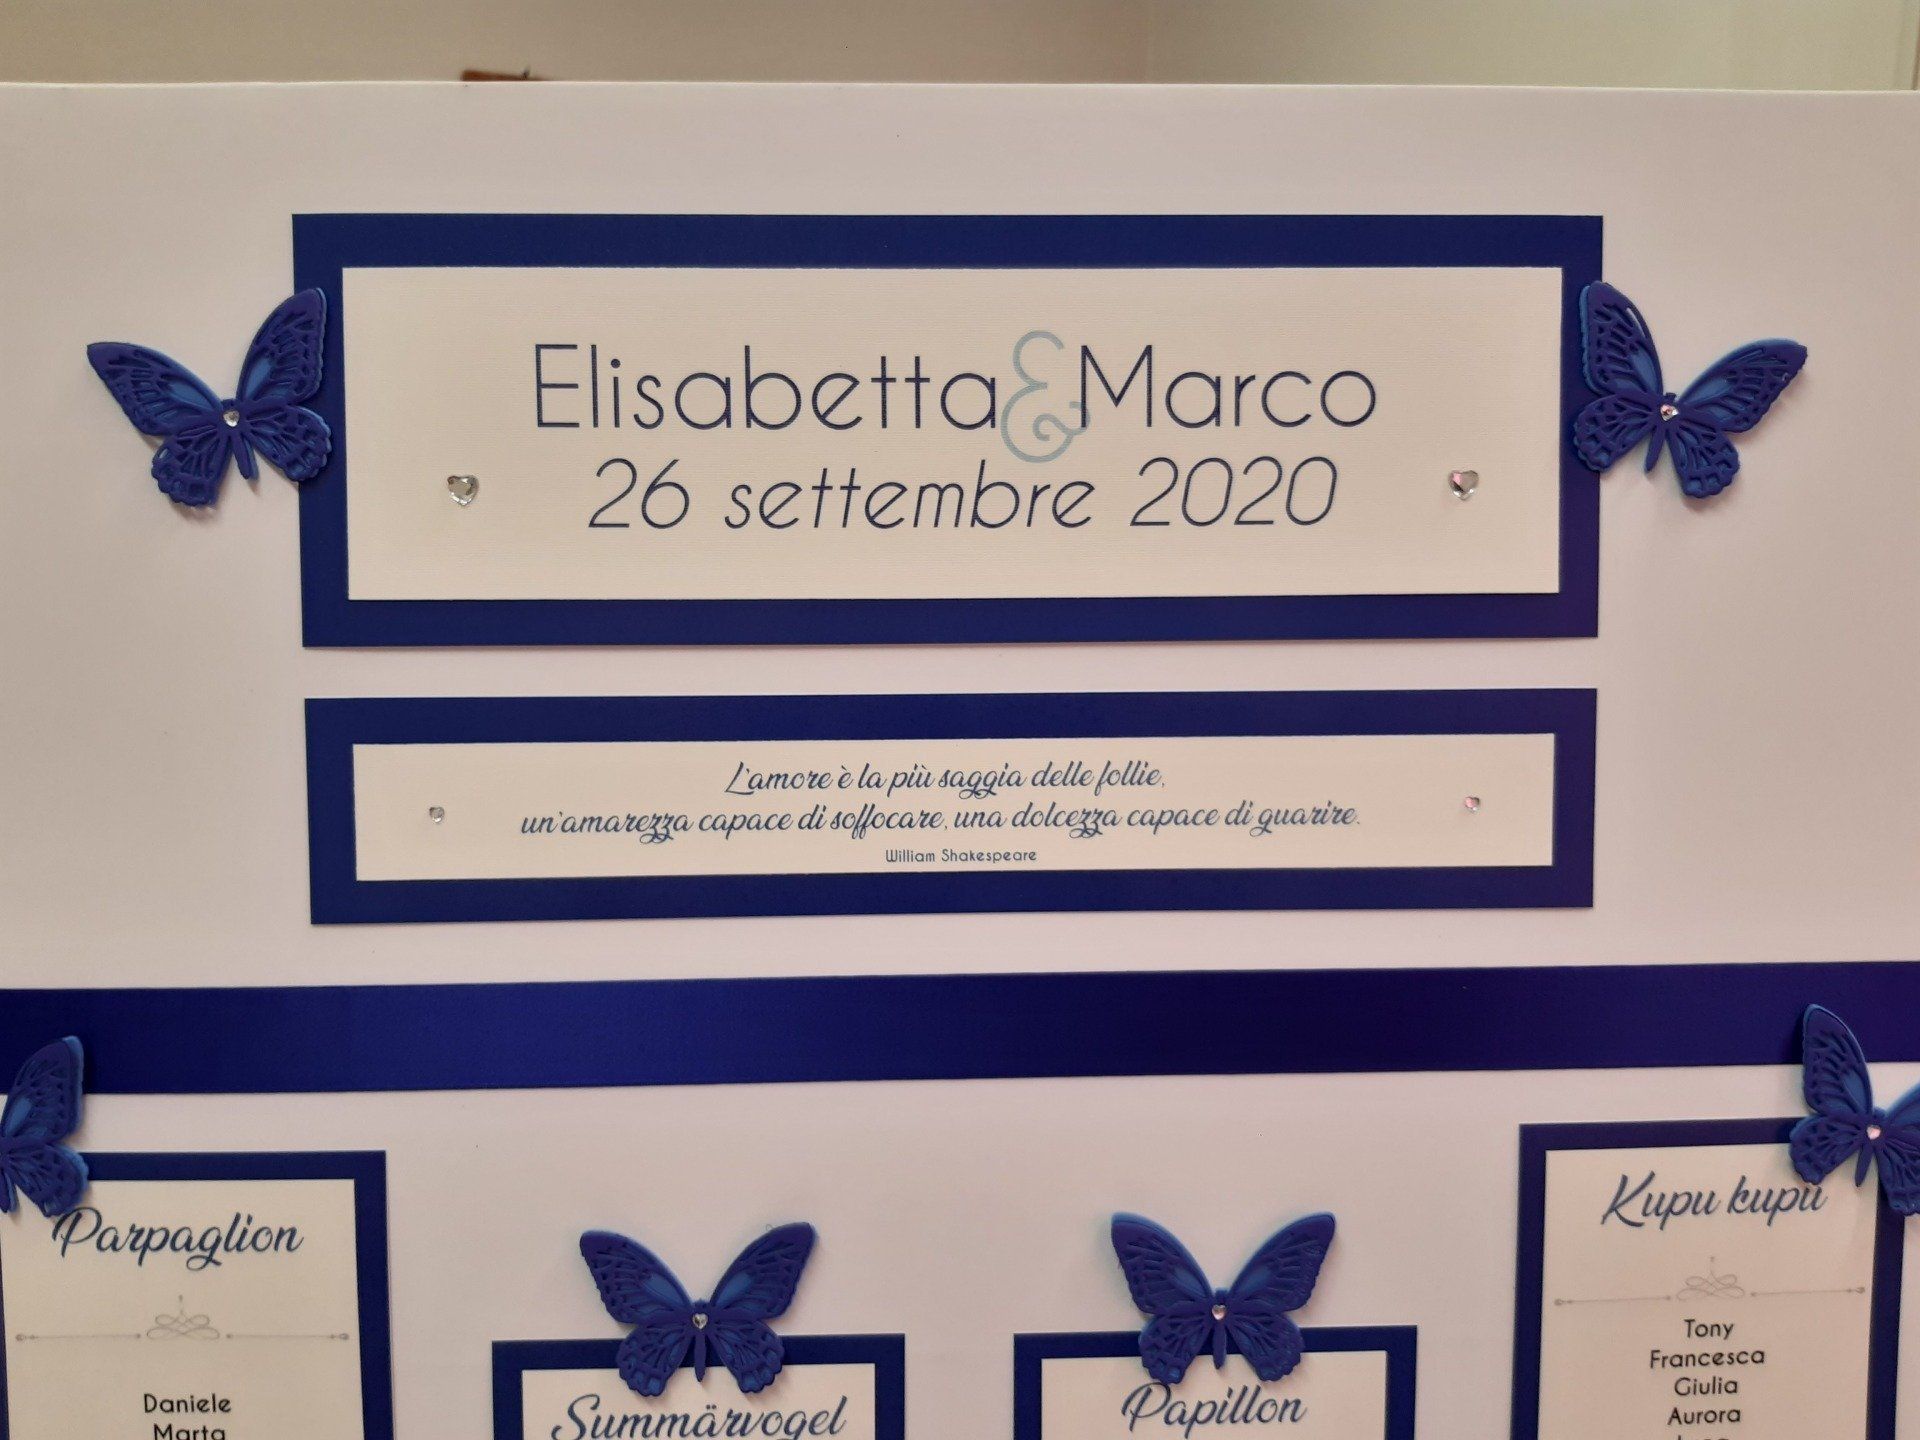 Elisabetta & Marco
26 settembre 2020
L'amore è la più saggia delle follie,
un'amarezza capace di soffocare, una dolcezza capace di guarire.
William Shakespeare
Parpaglion
Daniele
Marta
Summärvogel
Papillon
Kupu kupu
Tony
Francesca
Giulia
Aurora